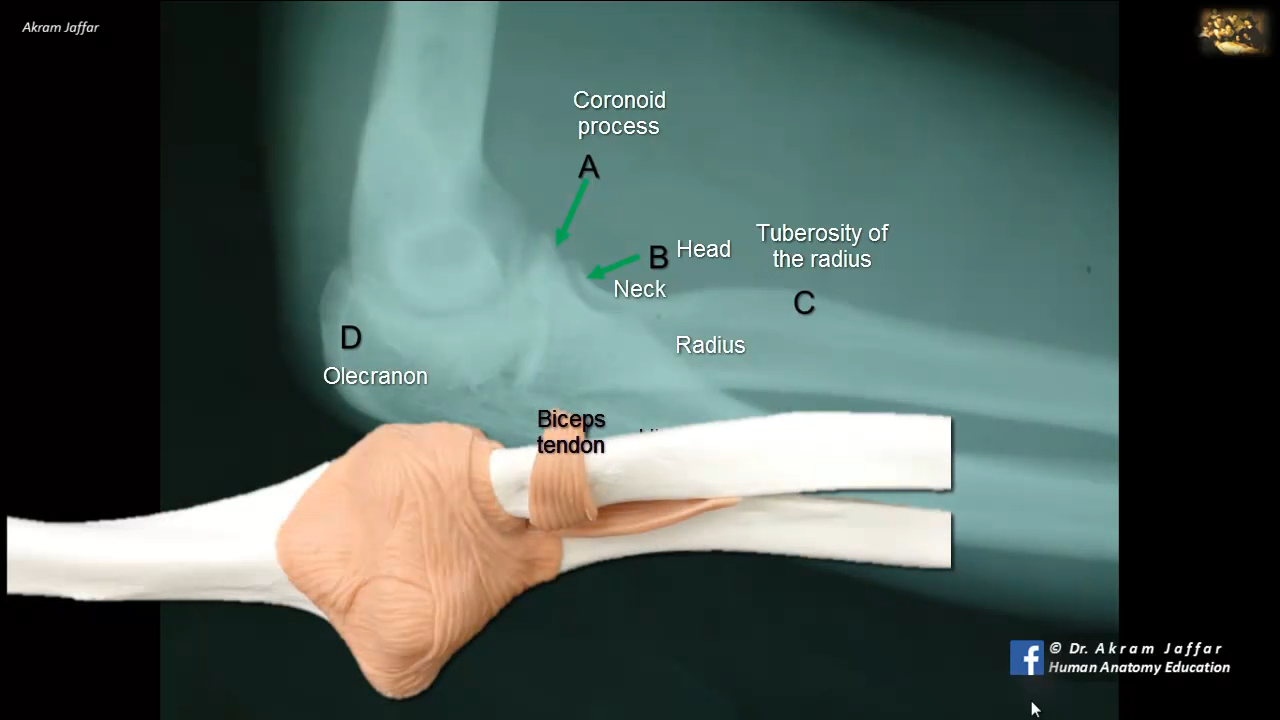 Akram Jaffar
Coronoid
process
A
B
Head
Tuberosity of
the radius
Neck
C
D
Radius
Olecranon
Biceps
tendon
f © Dr. Akram Jaffar
Human Anatomy Education